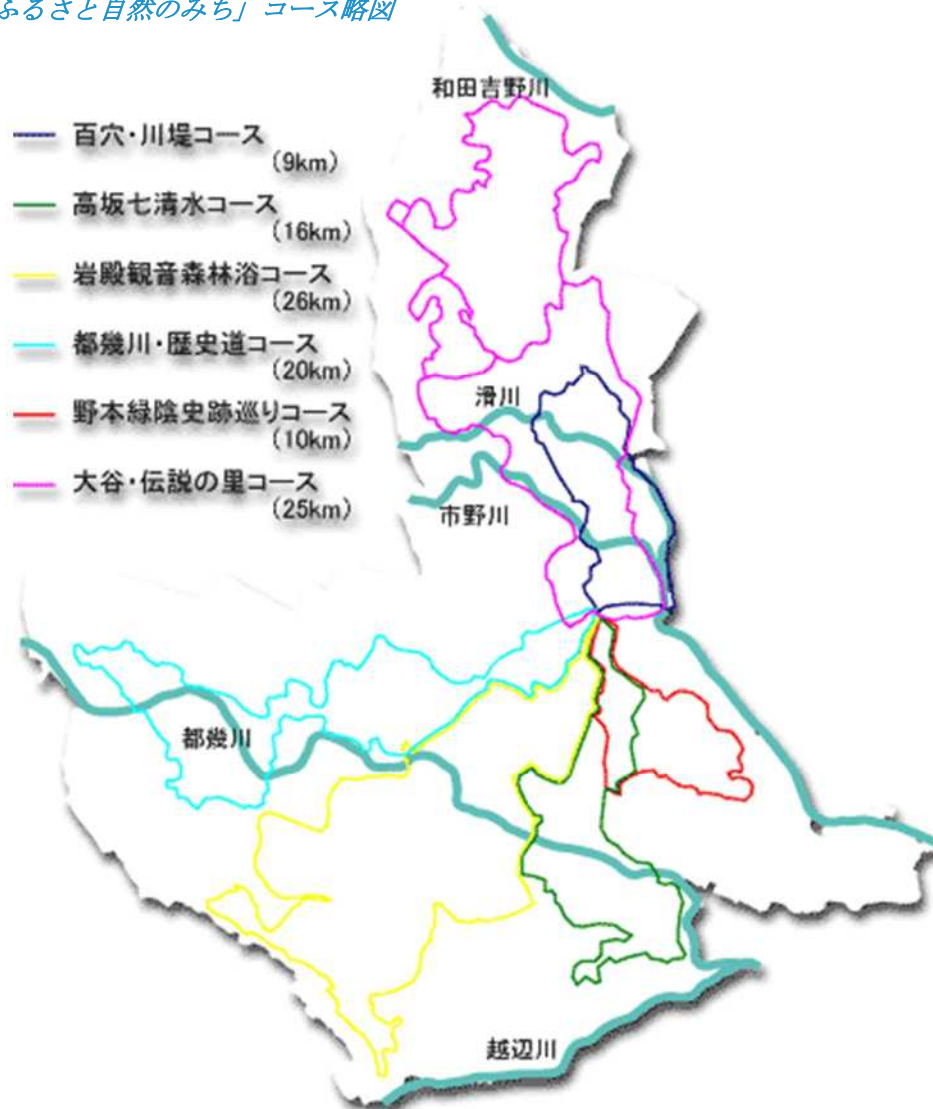 ふるさと自然のみち」コース略図
和田吉野川
百穴・川堤コース
(9km)
高坂七清水コース
(16km)
岩殿観音森林浴コース
(26km)
都幾川・歴史道コース
(20km)
野本緑陰史跡巡りコース
(10km)
大谷・伝説の里コース
(25km)
滑川
市野川
都幾川
越辺川